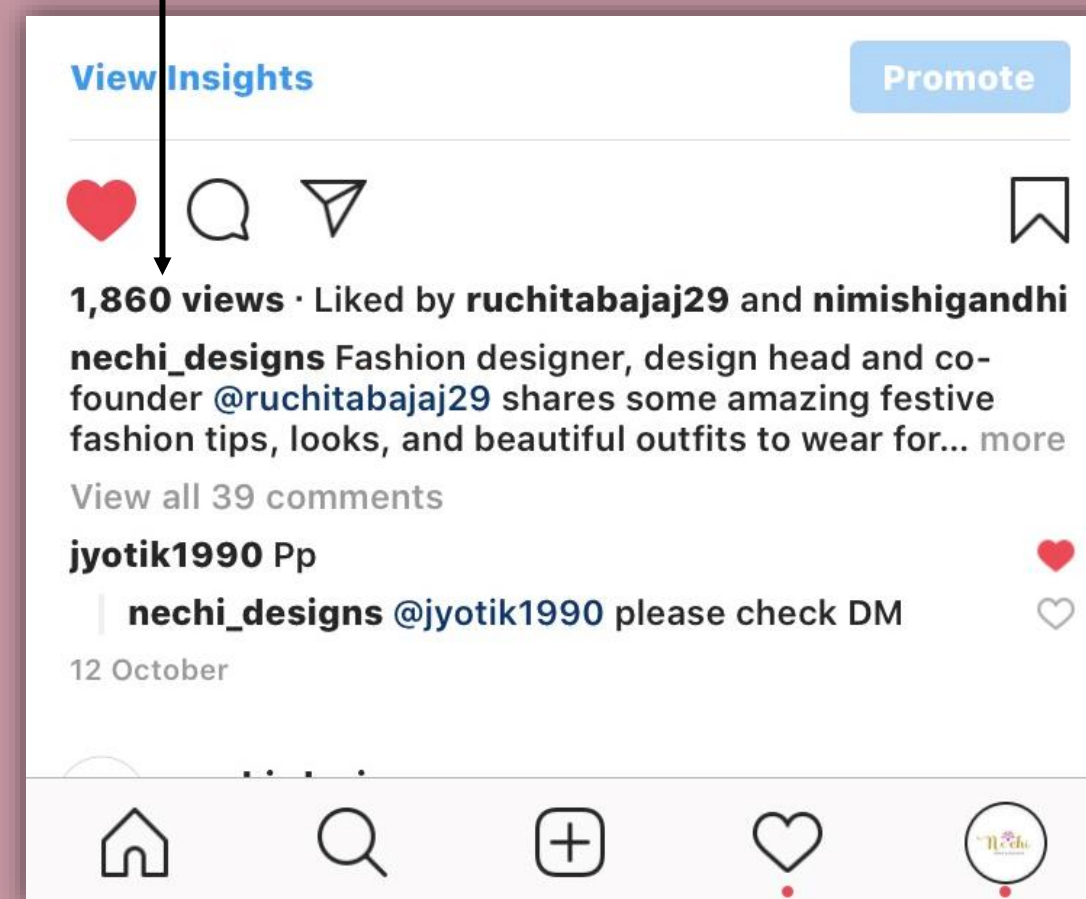 View Insights
Promote
1,860 views · Liked by ruchitabajaj29 and nimishigandhi
nechi_designs Fashion designer, design head and co-
founder @ruchitabajaj29 shares some amazing festive
fashion tips, looks, and beautiful outfits to wear for... more
View all 39 comments
jyotik1990 Pp
nechi_designs @jyotik1990 please check DM
12 October
Nechi